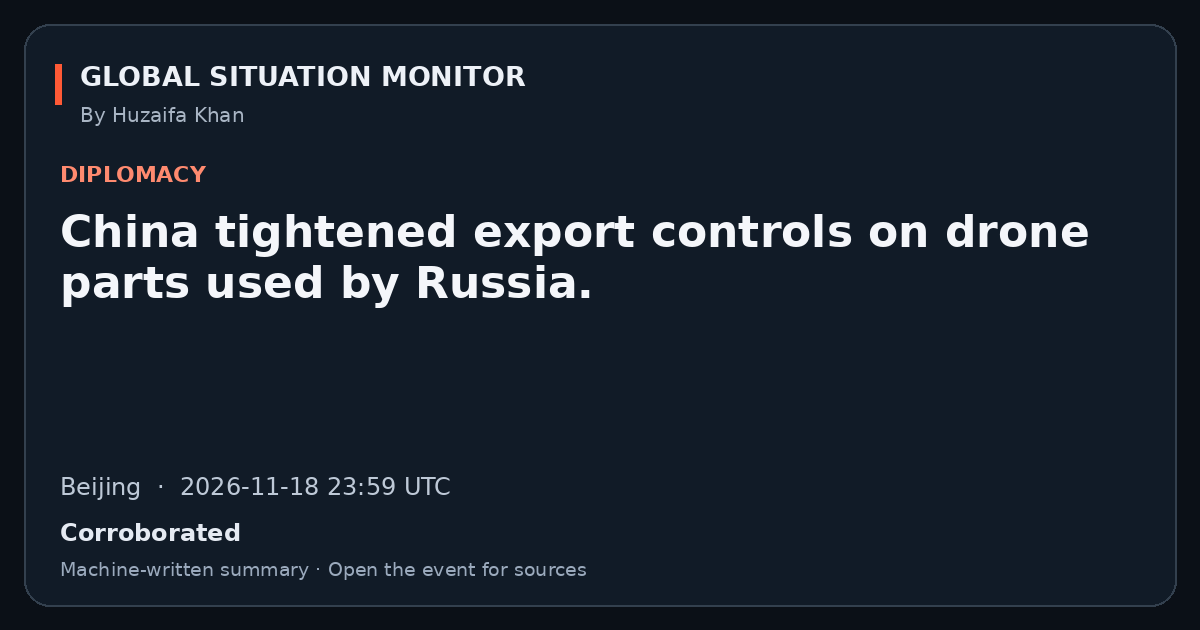 GLOBAL SITUATION MONITOR
By Huzaifa Khan
DIPLOMACY
China tightened export controls on drone
parts used by Russia.
Beijing · 2026-11-18 23:59 UTC
Corroborated
Machine-written summary · Open the event for sources